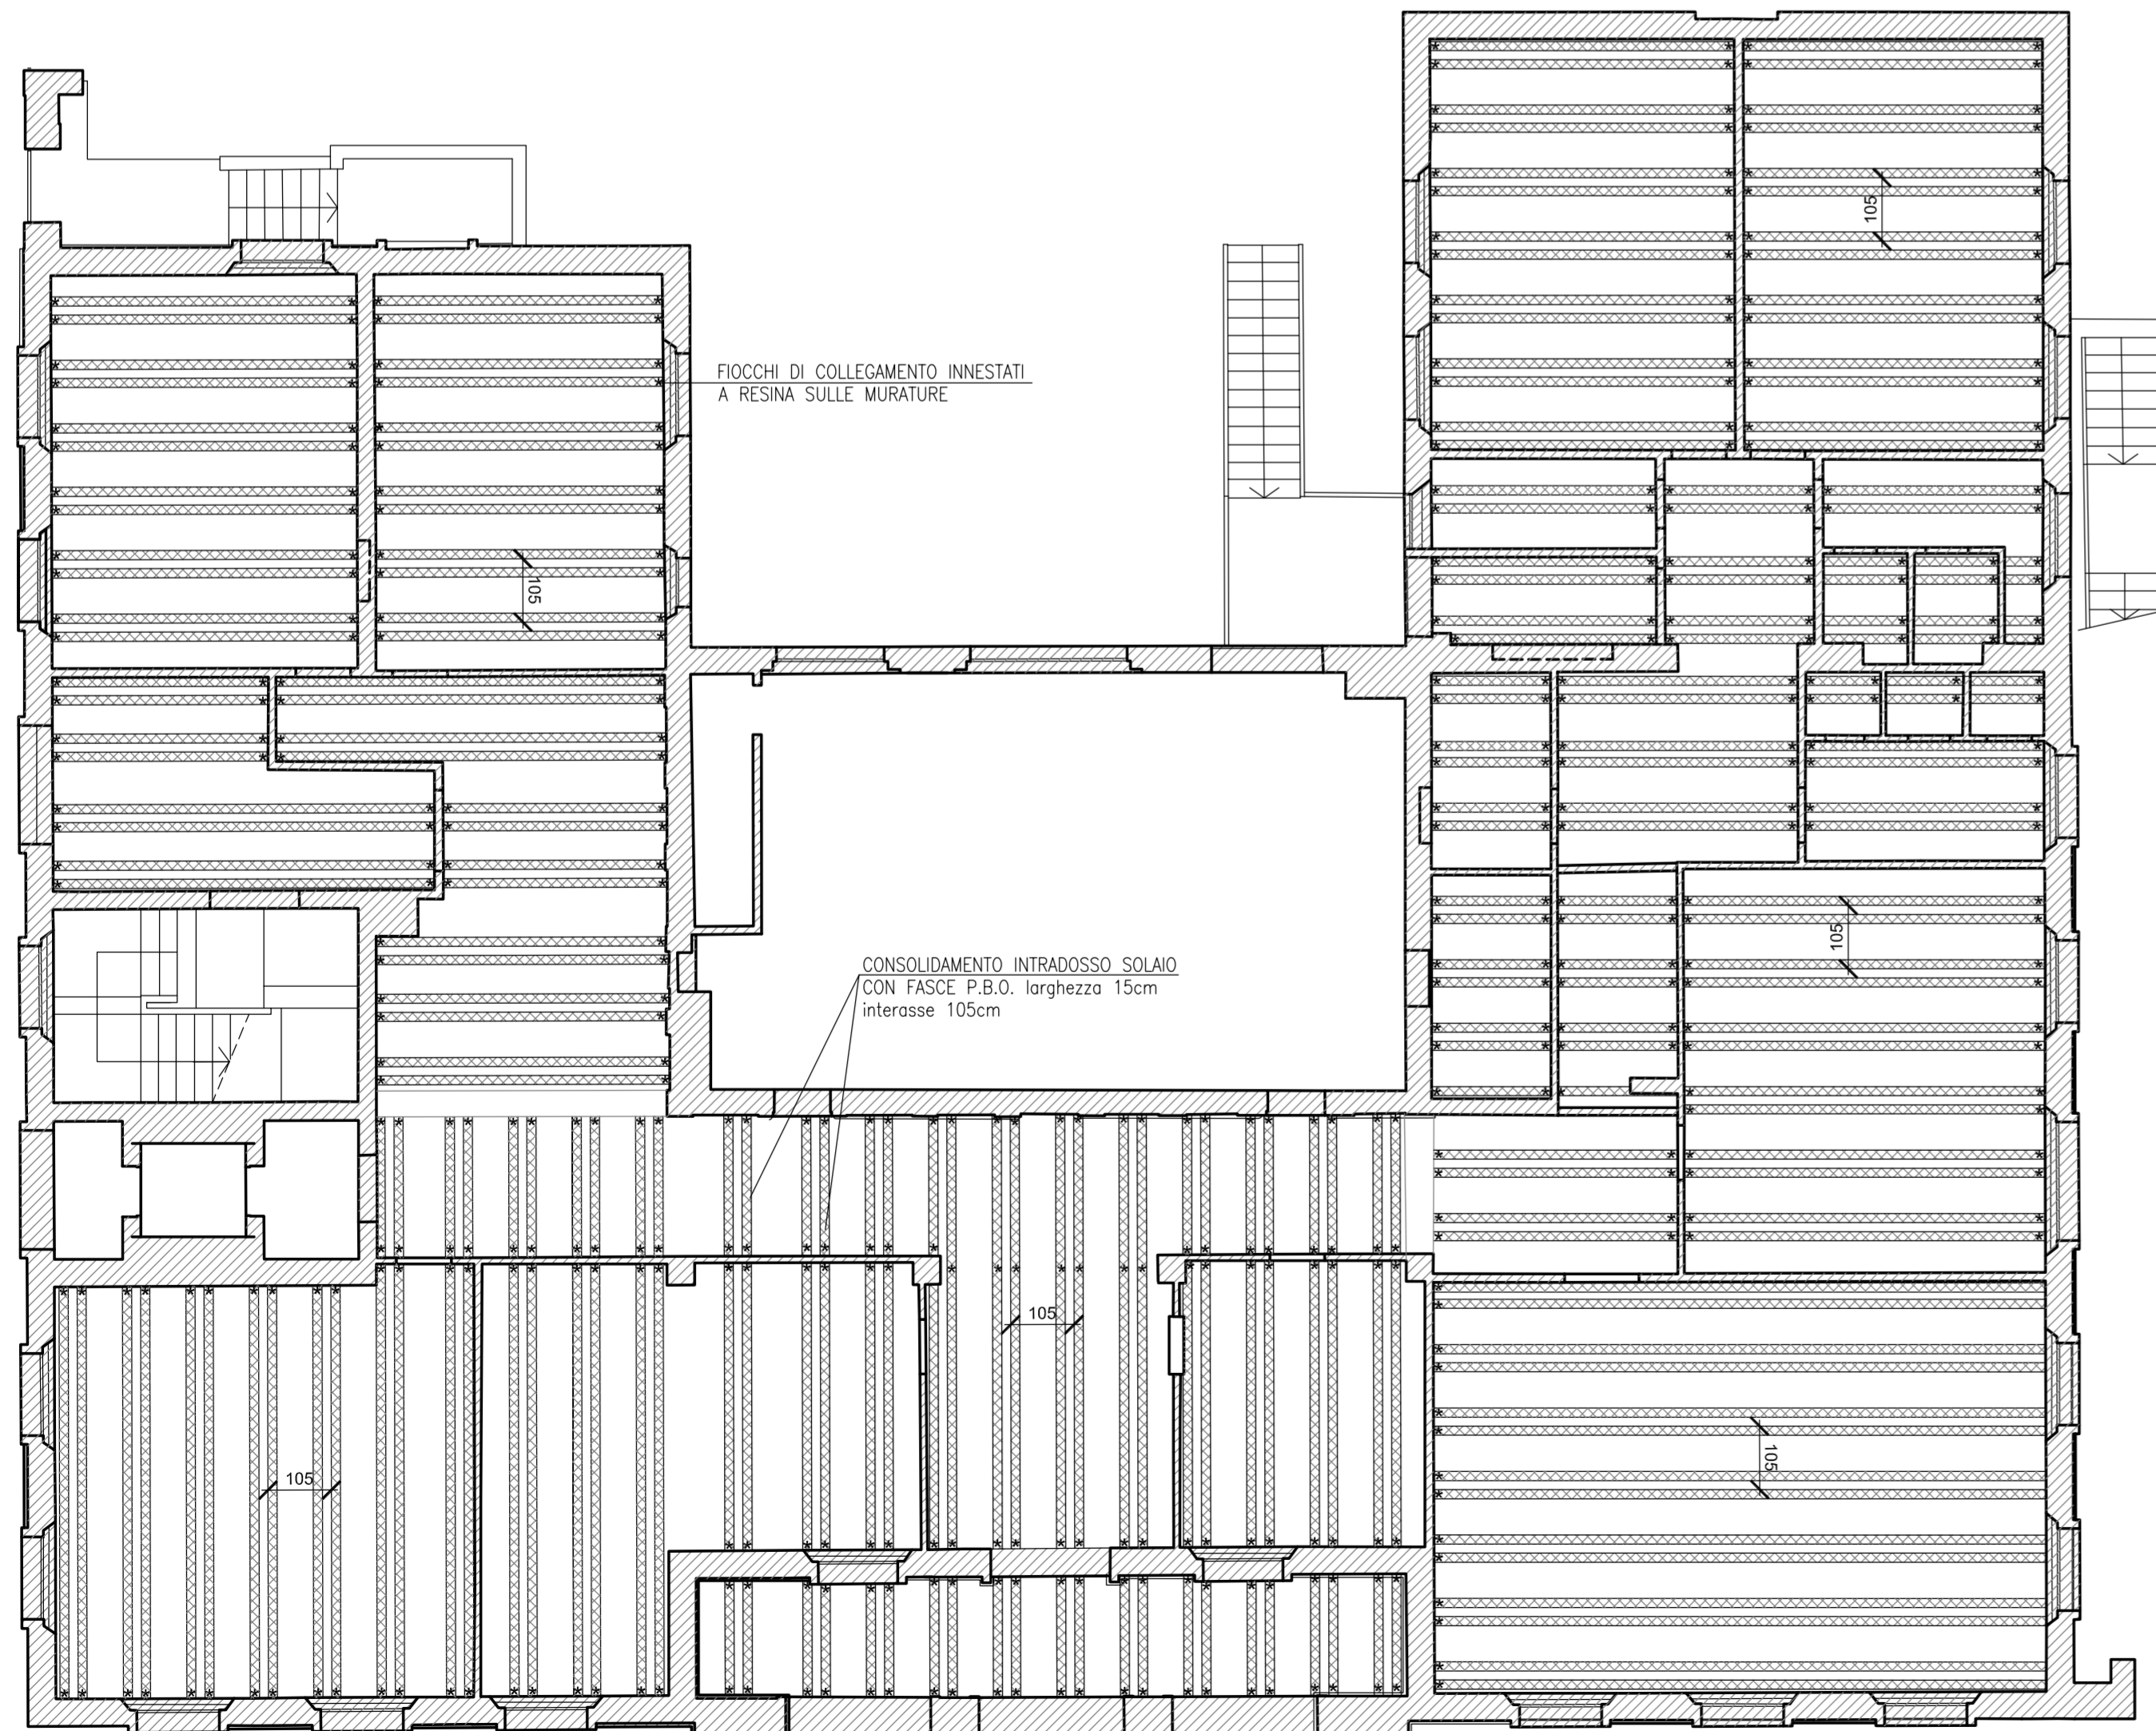 105
FIOCCHI DI COLLEGAMENTO INNESTATI
A RESINA SULLE MURATURE
105
105
CONSOLIDAMENTO INTRADOSSO SOLAIO
CON FASCE P.B.O. larghezza 15cm
interasse 105cm
105
105
105